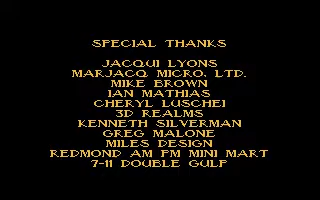 SPECIAL THANKS
JACQUI LYONS
MARJACQ MICRO, LTD.
MIKE BROWN
IAN MATHIAS
CHERYL LUSCHEI
3D REALMS
KENNETH SILVERMAN
GREG MALONE
MILES DESIGN
REDMOND AM FM MINI MART
7-11 DOUBLE GULP